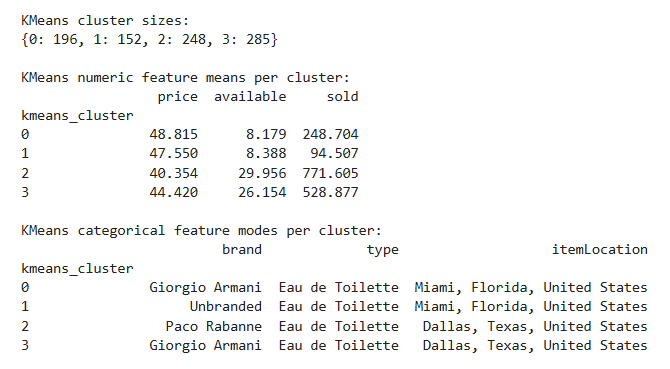 KMeans cluster sizes:
{0: 196, 1: 152, 2: 248, 3: 285}
KMeans numeric feature means per cluster:
price available sold
kmeans_cluster
0 48.815 8.179 248.704
1 47.550 8.388 94.507
2 40.354 29.956 771.605
3 44.420 26.154 528.877
KMeans categorical feature modes per cluster:
brand type itemLocation
kmeans_cluster
0 Giorgio Armani Eau de Toilette Miami, Florida, United States
1 Unbranded Eau de Toilette Miami, Florida, United States
2 Paco Rabanne Eau de Toilette Dallas, Texas, United States
3 Giorgio Armani Eau de Toilette Dallas, Texas, United States